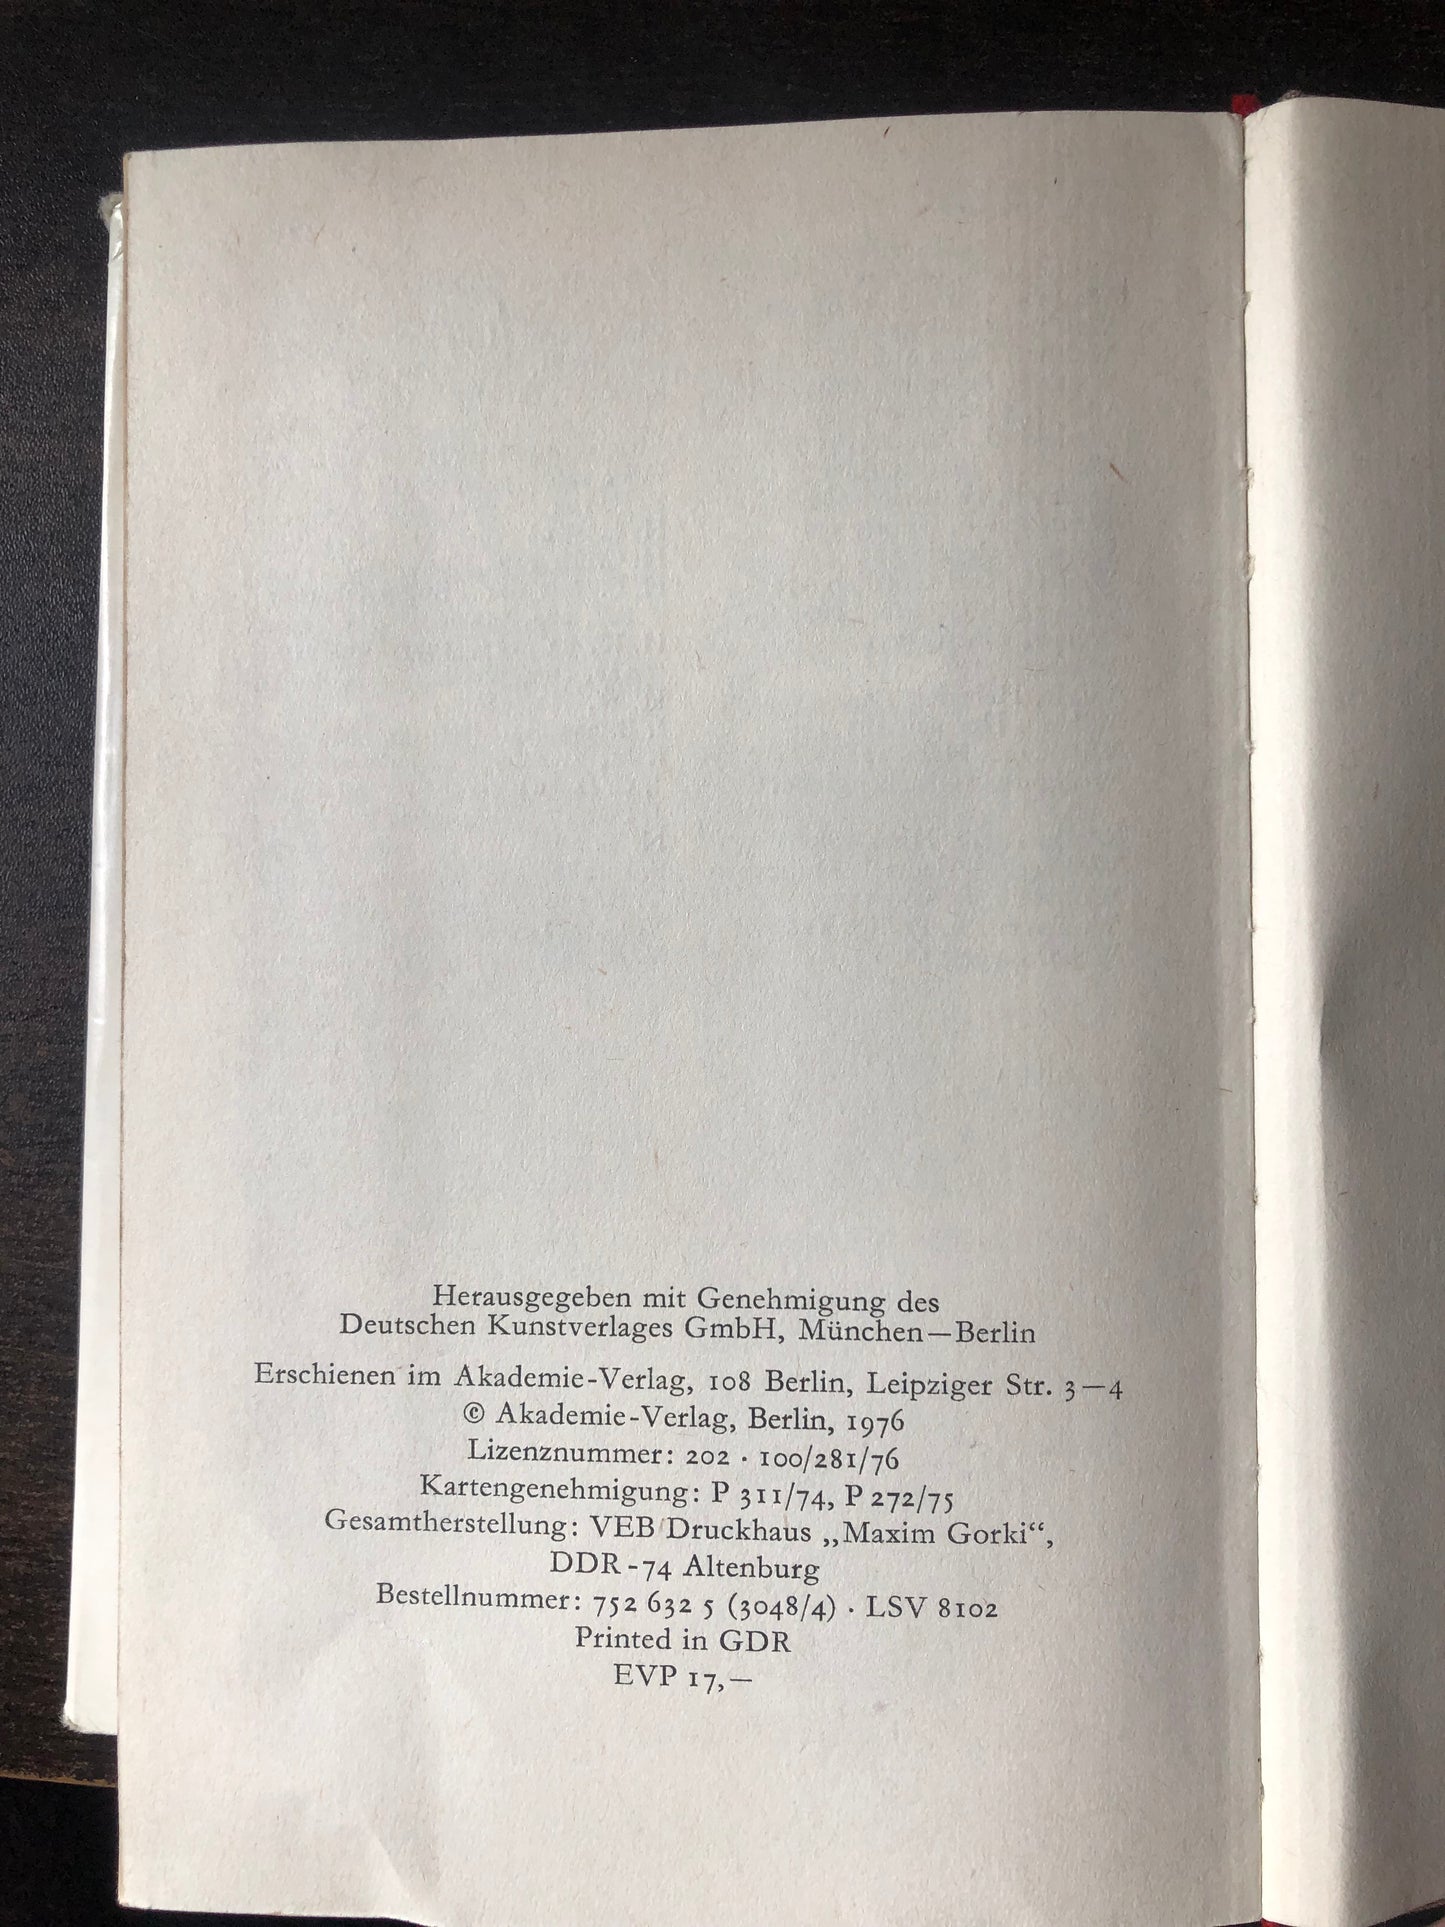 Herausgegeben mit Genehmigung des
Deutschen Kunstverlages GmbH, München—Berlin
Erschienen im Akademie-Verlag, 108 Berlin, Leipziger Str. 3—4
© Akademie-Verlag, Berlin, 1976
Lizenznummer: 202 · 100/281/76
Kartengenehmigung: P 311/74, P 272/75
Gesamtherstellung: VEB Druckhaus „Maxim Gorki“,
DDR-74 Altenburg
Bestellnummer: 752 632 5 (3048/4) · LSV 8102
Printed in GDR
EVP 17,—